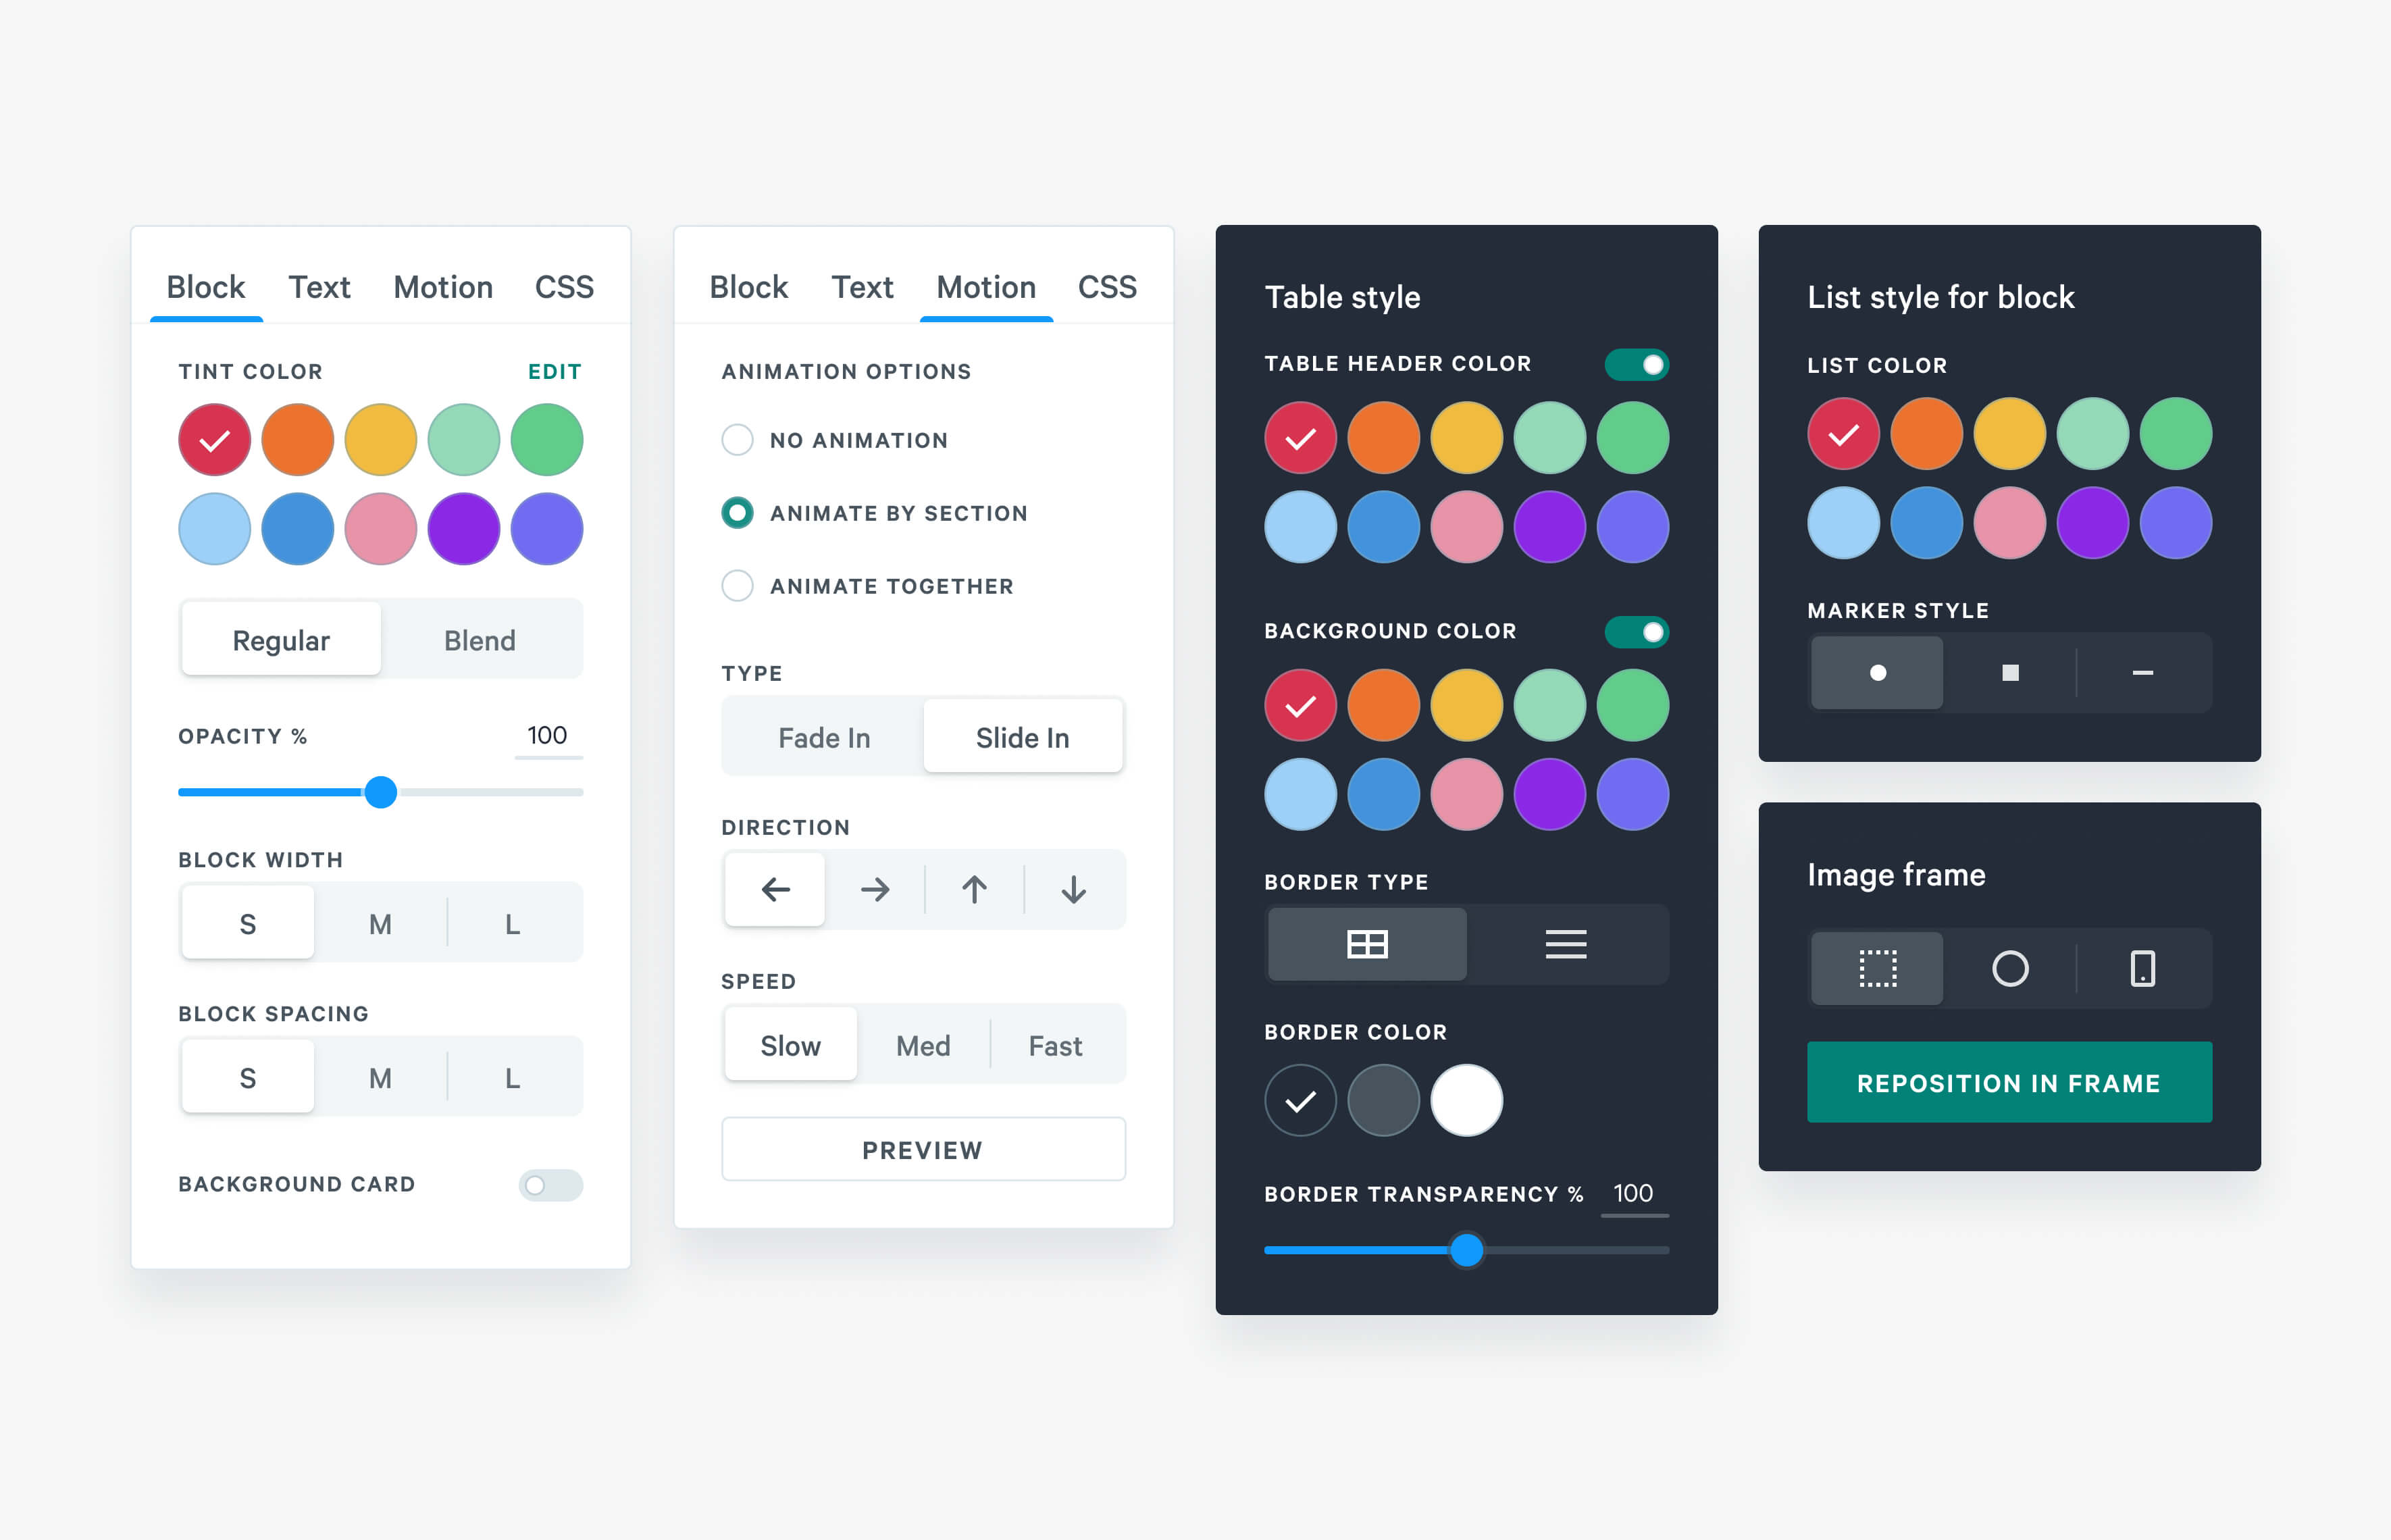 Block Text Motion CSS
TINT COLOR EDIT
Regular Blend
OPACITY % 100
BLOCK WIDTH
S M L
BLOCK SPACING
S M L
BACKGROUND CARD
Block Text Motion CSS
ANIMATION OPTIONS
NO ANIMATION
ANIMATE BY SECTION
ANIMATE TOGETHER
TYPE
Fade In Slide In
DIRECTION
SPEED
Slow Med Fast
PREVIEW
Table style
TABLE HEADER COLOR
BACKGROUND COLOR
BORDER TYPE
BORDER COLOR
BORDER TRANSPARENCY % 100
List style for block
LIST COLOR
MARKER STYLE
Image frame
REPOSITION IN FRAME